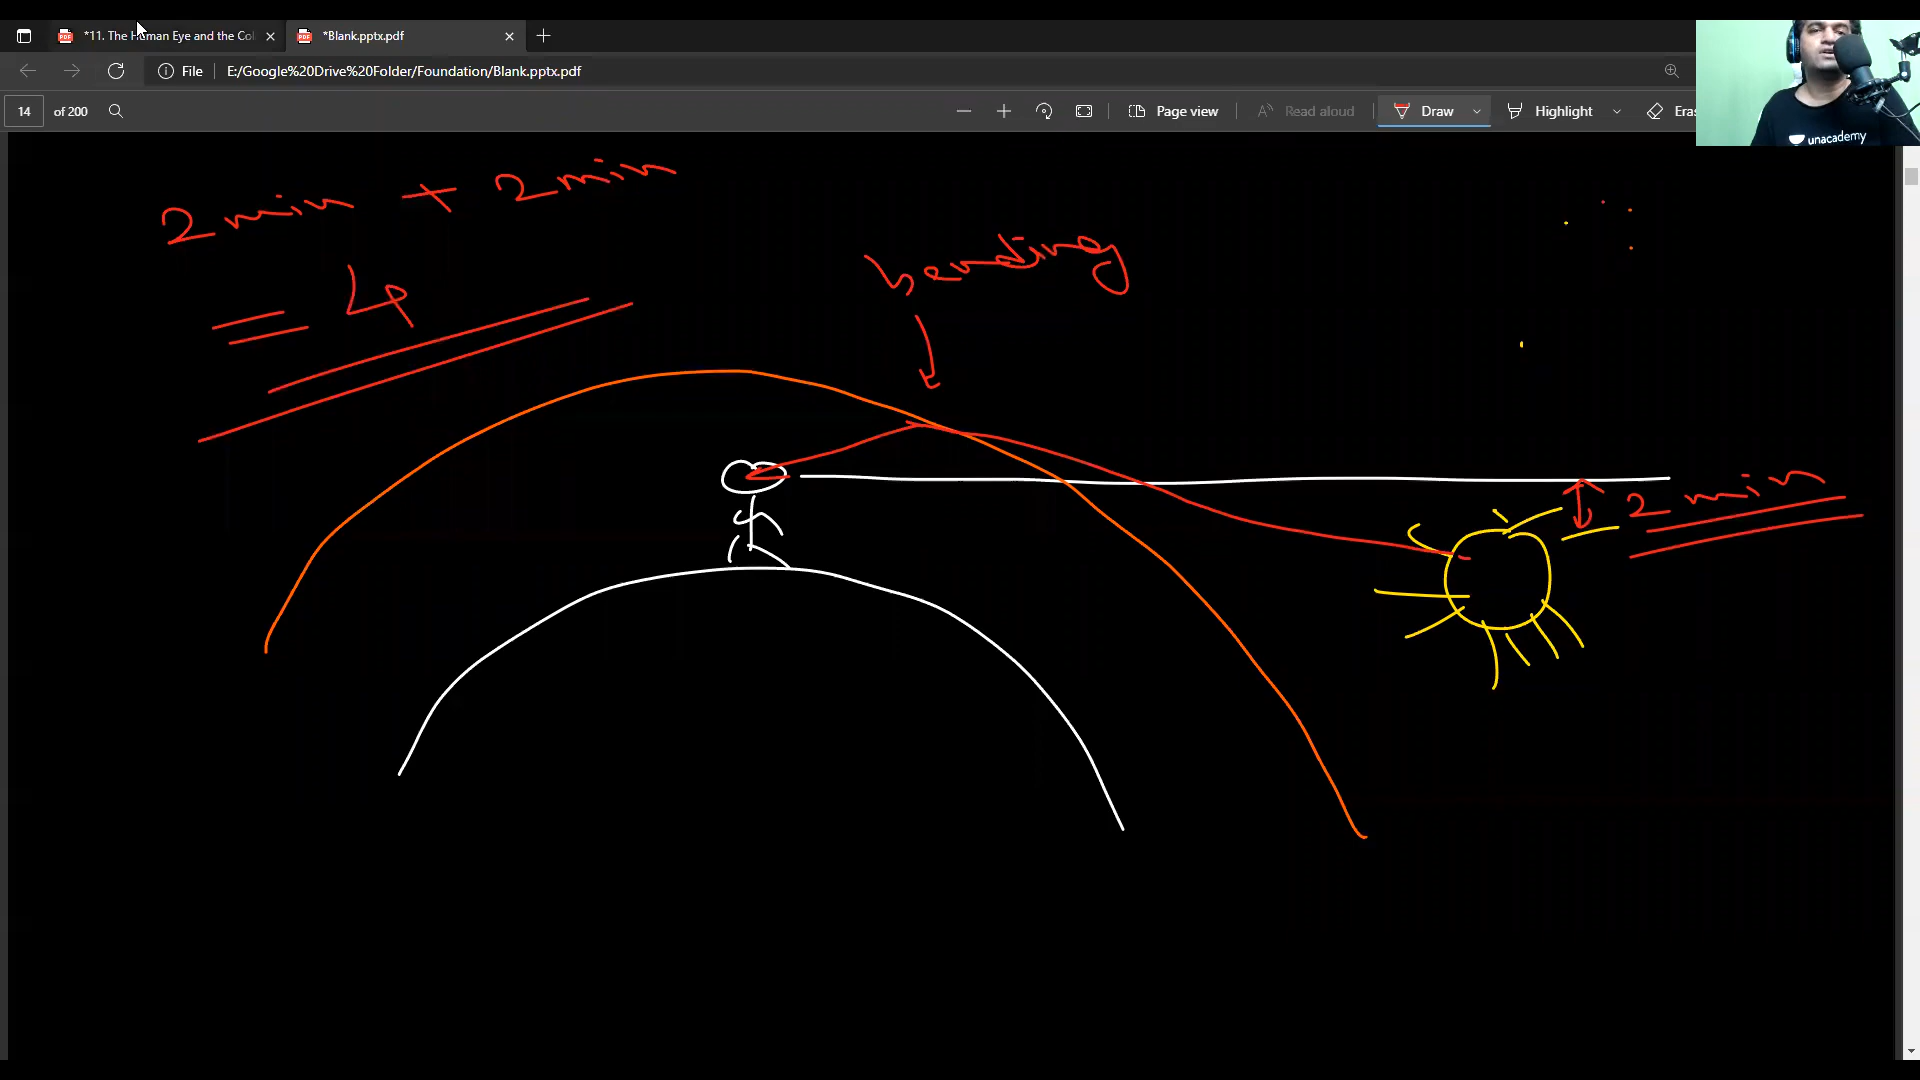 *11. The Human Eye and the Col
*Blank.pptx.pdf
File
E:/Google%20Drive%20Folder/Foundation/Blank.pptx.pdf
14 of 200
Page view
Read aloud
Draw
Highlight
Eras
unacademy
2 min + 2 min
= 4
bending
2 min